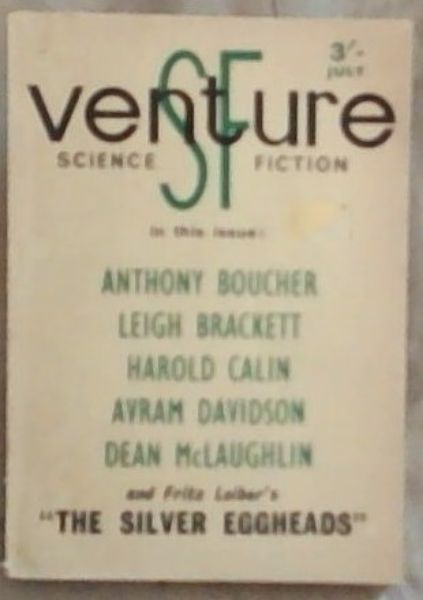 3/-
JULY
SF
venture
SCIENCE FICTION
in this issue:
ANTHONY BOUCHER
LEIGH BRACKETT
HAROLD CALIN
AVRAM DAVIDSON
DEAN McLAUGHLIN
and Fritz Leiber's
"THE SILVER EGGHEADS"